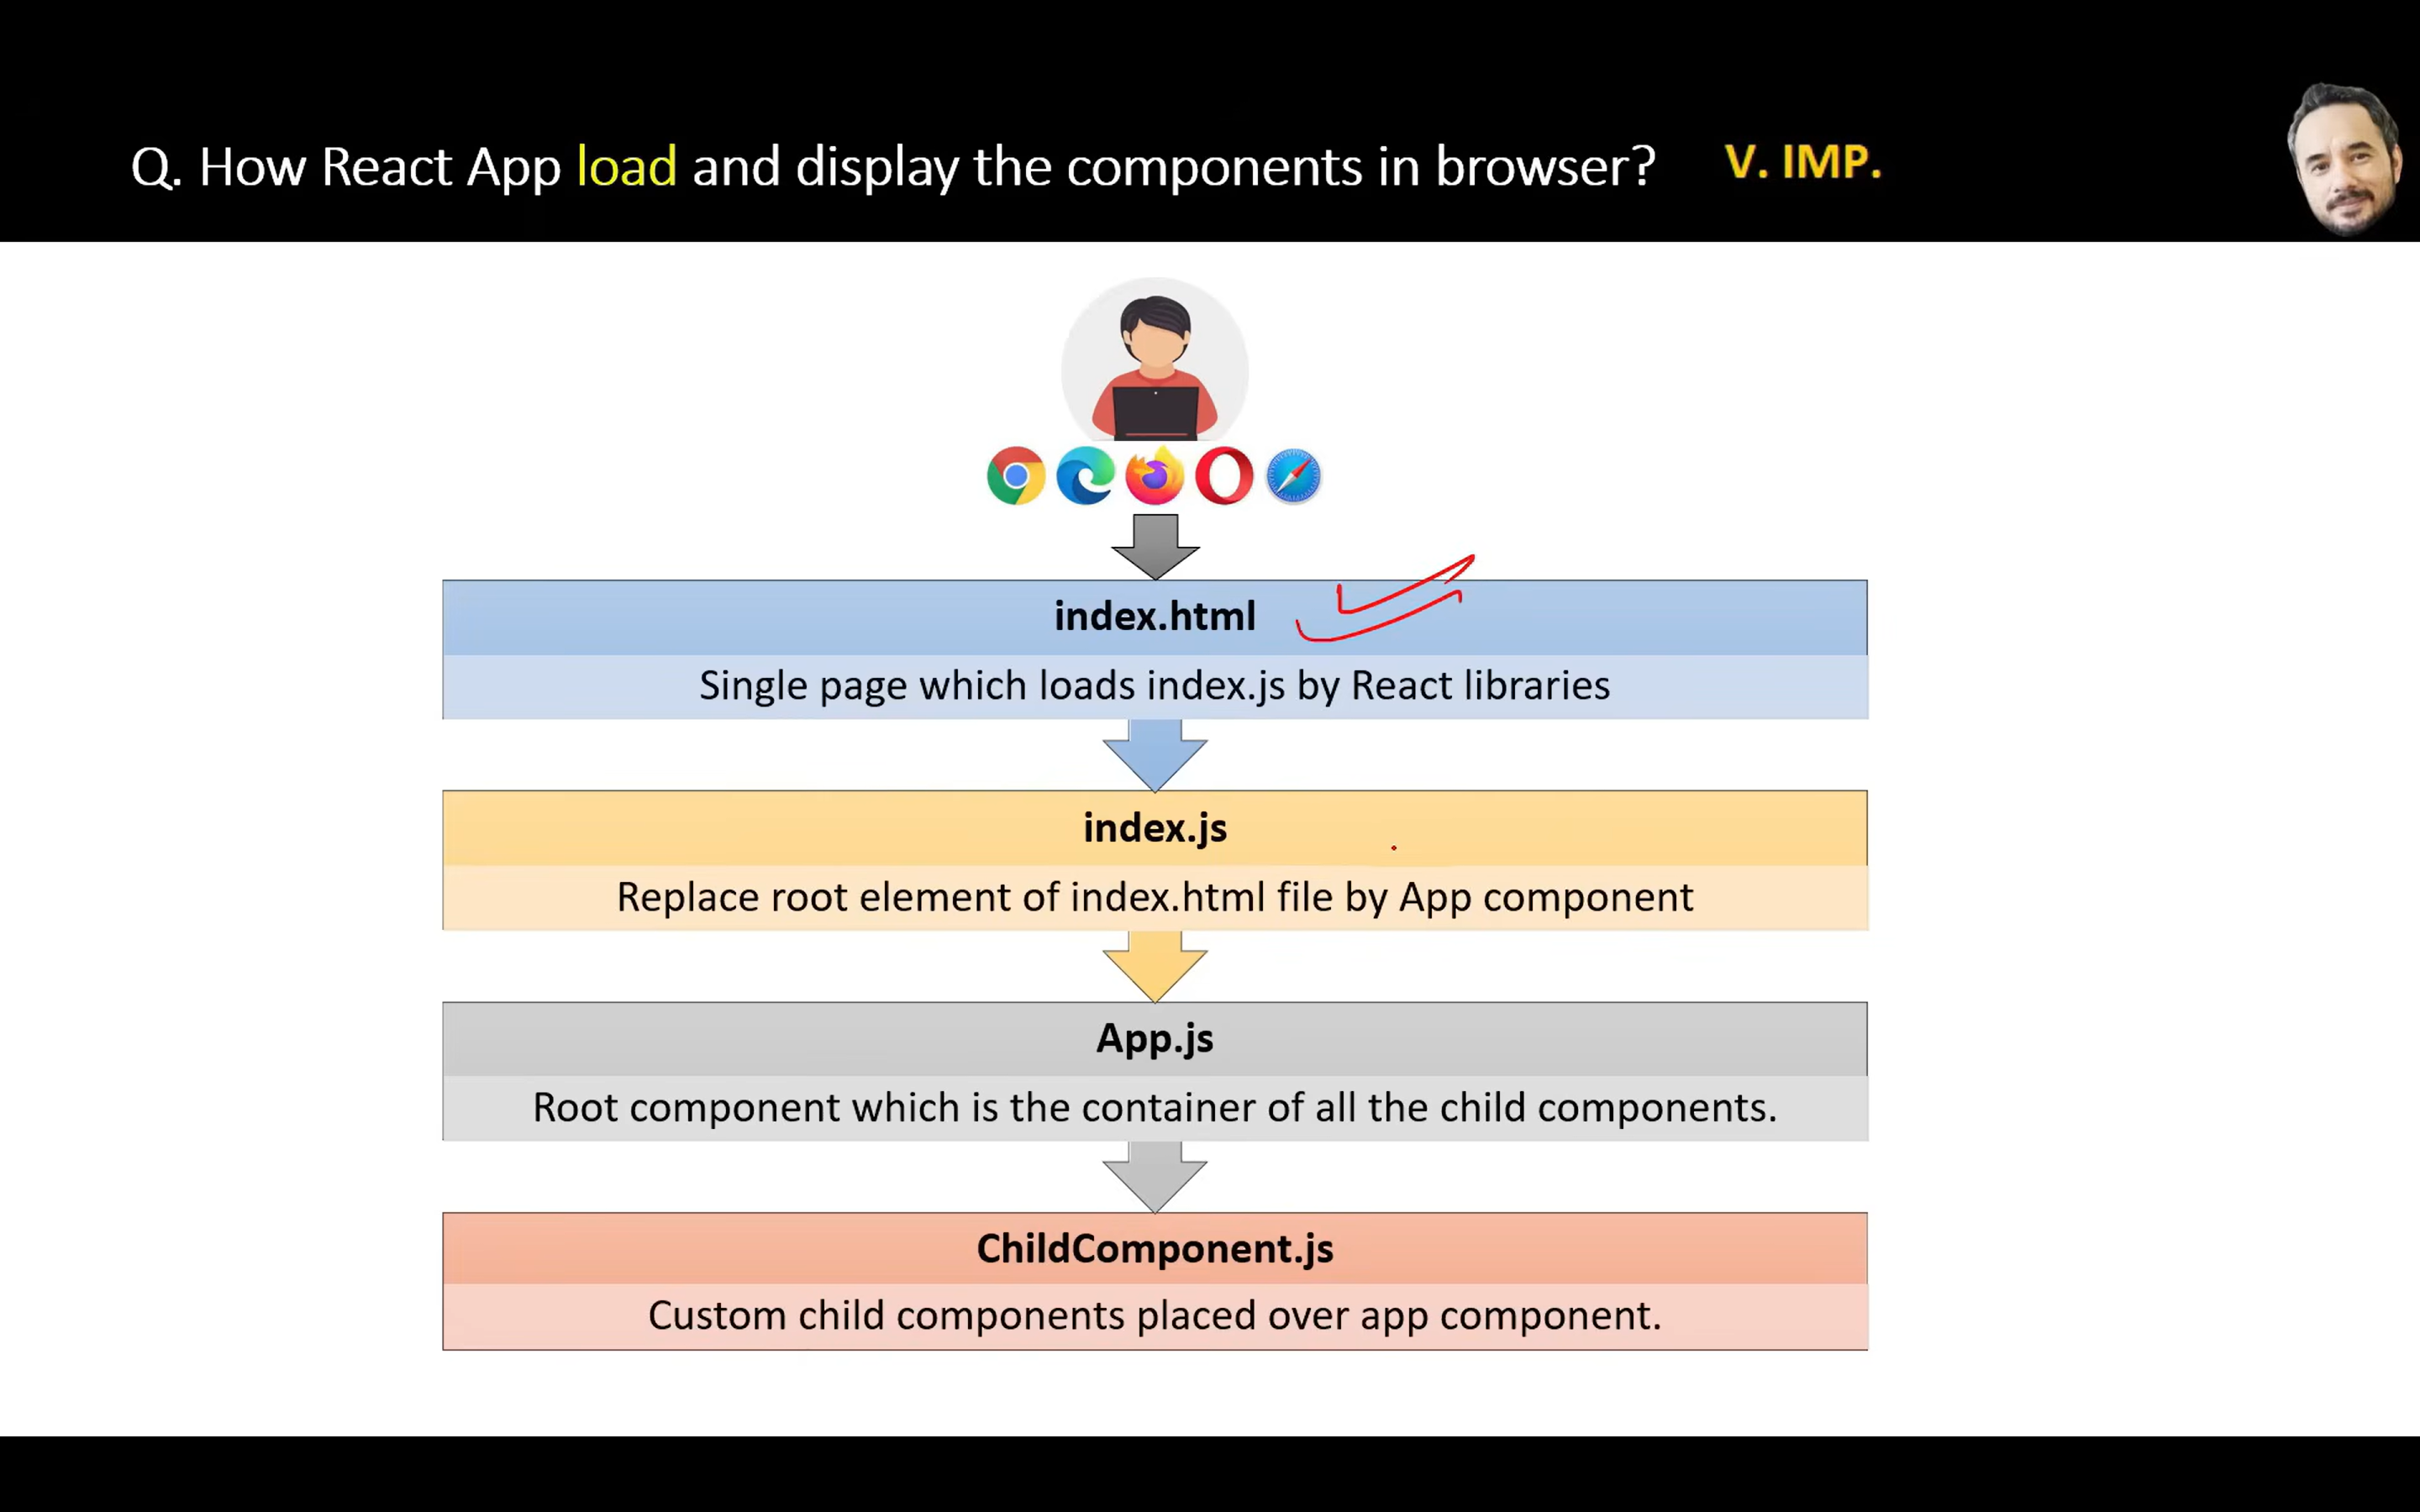 Q. How React App load and display the components in browser? V. IMP.
index.html
Single page which loads index.js by React libraries
index.js
Replace root element of index.html file by App component
App.js
Root component which is the container of all the child components.
ChildComponent.js
Custom child components placed over app component.